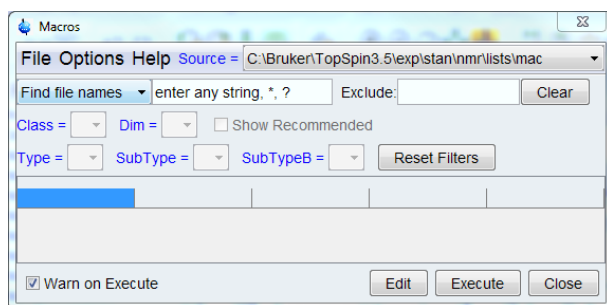 Macros
File Options Help Source = C:\Bruker\TopSpin3.5\exp\stan\nmr\lists\mac
Find file names enter any string, *, ? Exclude: Clear
Class = Dim = Show Recommended
Type = SubType = SubTypeB = Reset Filters
Warn on Execute Edit Execute Close